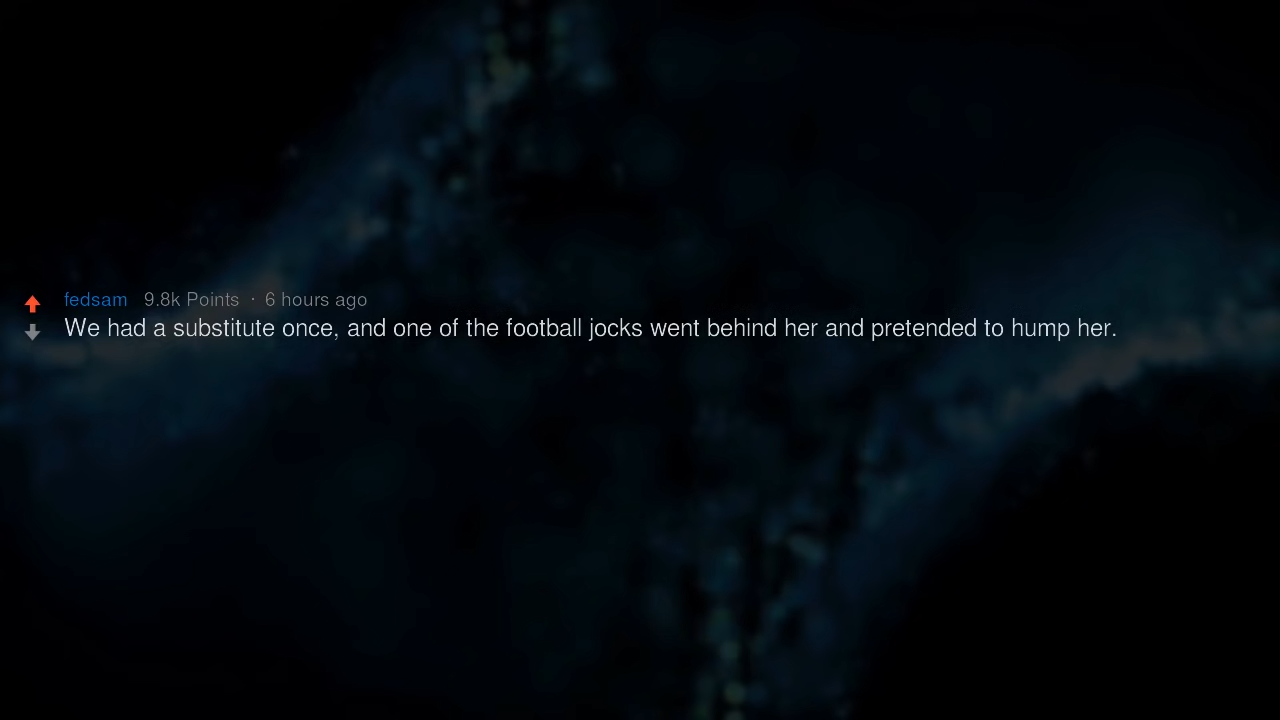 fedsam 9.8k Points · 6 hours ago
We had a substitute once, and one of the football jocks went behind her and pretended to hump her.